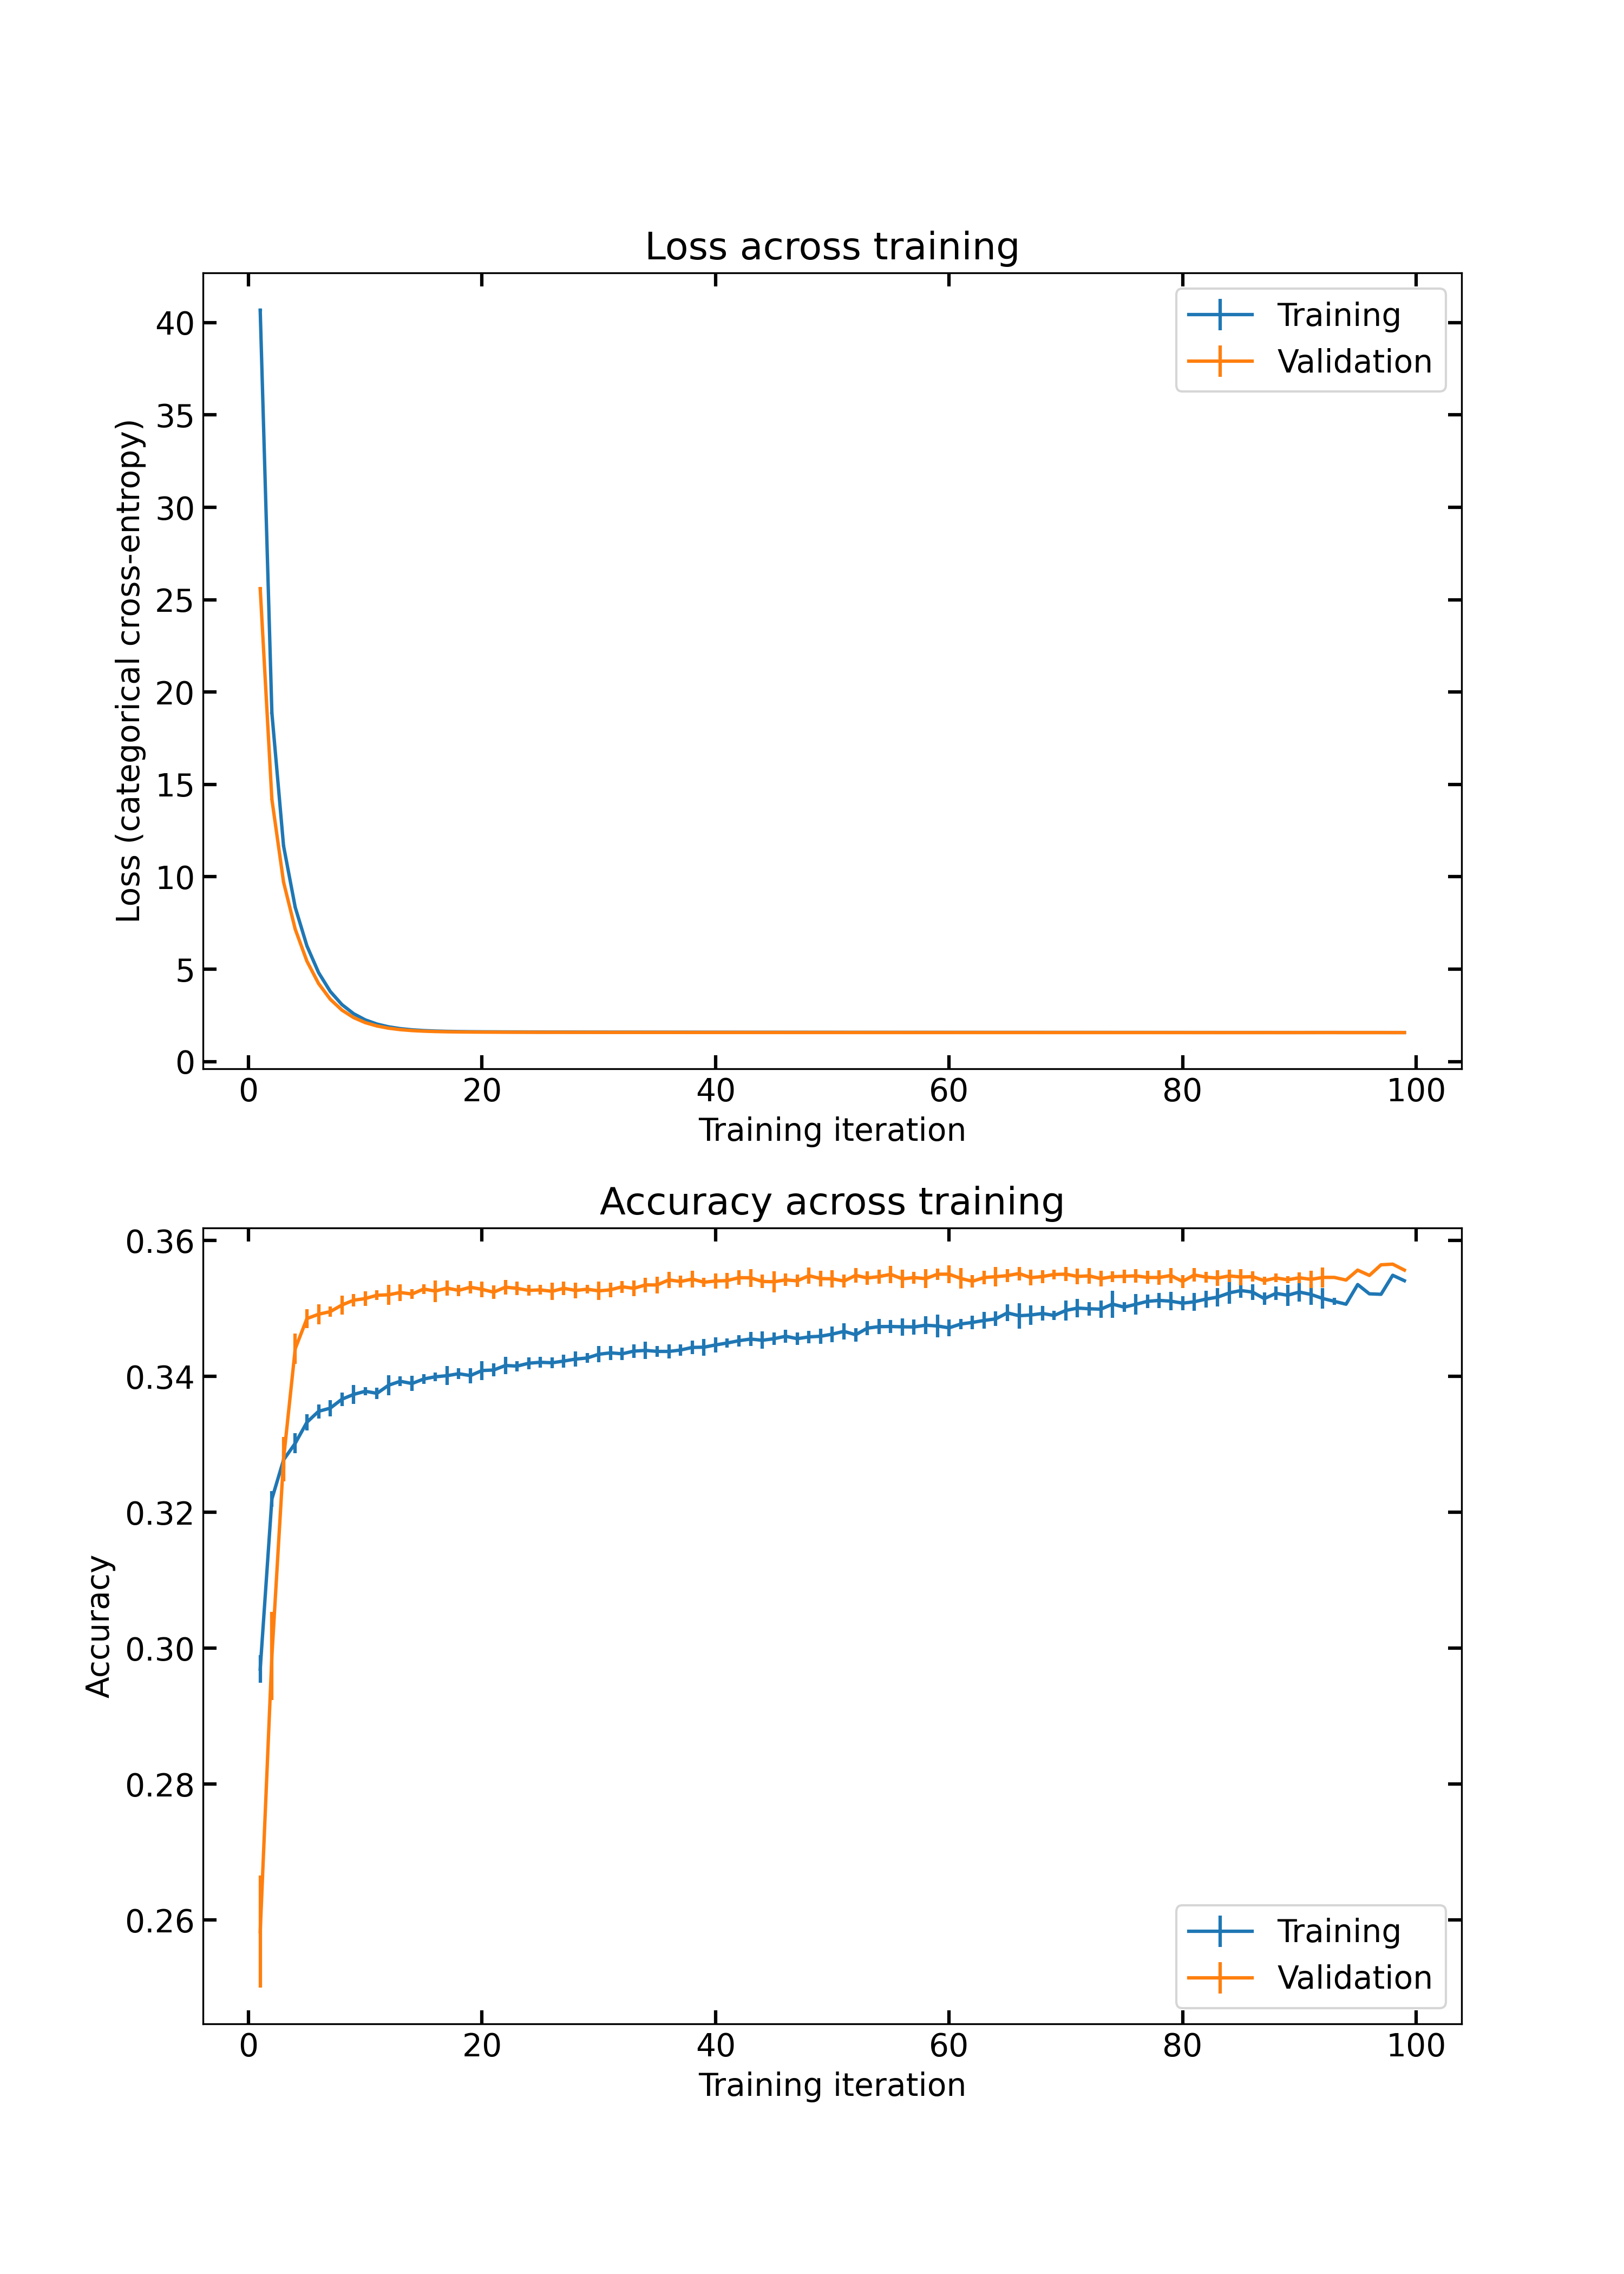 Loss across training
40
35
30
25
20
15
10
5
0
Loss (categorical cross-entropy)
Training
Validation
0 20 40 60 80 100
Training iteration
Accuracy across training
0.36
0.34
0.32
0.30
0.28
0.26
Accuracy
Training
Validation
0 20 40 60 80 100
Training iteration